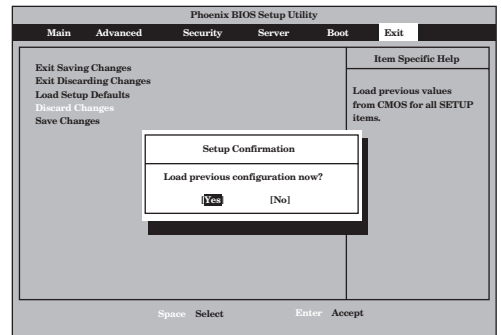 Phoenix BIOS Setup Utility
Main Advanced Security Server Boot Exit
Exit Saving Changes
Exit Discarding Changes
Load Setup Defaults
Discard Changes
Save Changes
Item Specific Help
Load previous values
from CMOS for all SETUP
items.
Setup Confirmation
Load previous configuration now?
[Yes] [No]
Space Select Enter Accept